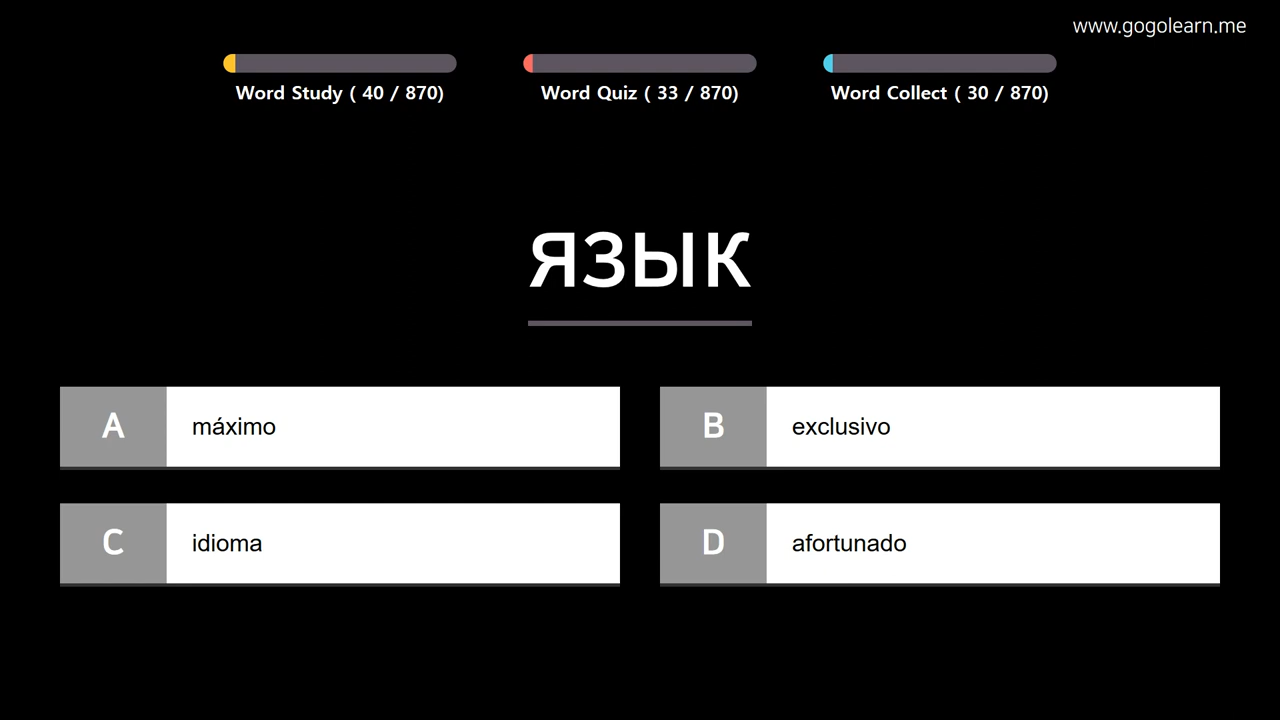 www.gogolearn.me
Word Study ( 40 / 870)
Word Quiz ( 33 / 870)
Word Collect ( 30 / 870)
язык
A
máximo
B
exclusivo
C
idioma
D
afortunado